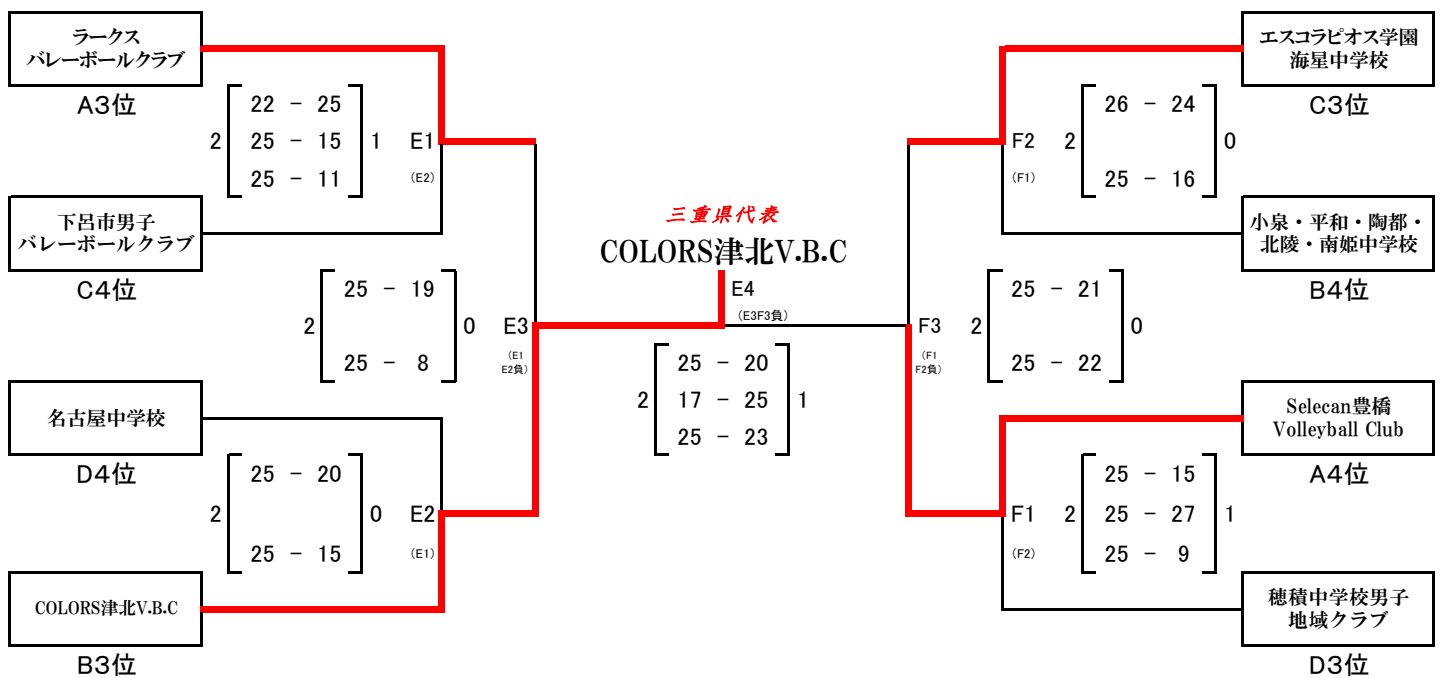 ラークス
バレーボールクラブ
A3位
22 - 25
2 25 - 15 1
25 - 11
E1
(E2)
下呂市男子
バレーボールクラブ
C4位
25 - 19
2 0
25 - 8
E3
(E1
E2負)
名古屋中学校
D4位
25 - 20
2 0
25 - 15
E2
(E1)
COLORS津北V.B.C
B3位
三重県代表
COLORS津北V.B.C
E4
(E3F3負)
25 - 20
2 17 - 25 1
25 - 23
エスコラピオス学園
海星中学校
C3位
F2
(F1)
26 - 24
2 0
25 - 16
小泉・平和・陶都・
北陵・南姫中学校
B4位
F3
(F1
F2負)
25 - 21
2 0
25 - 22
Selecan豊橋
Volleyball Club
A4位
F1
(F2)
25 - 15
2 25 - 27 1
25 - 9
穂積中学校男子
地域クラブ
D3位